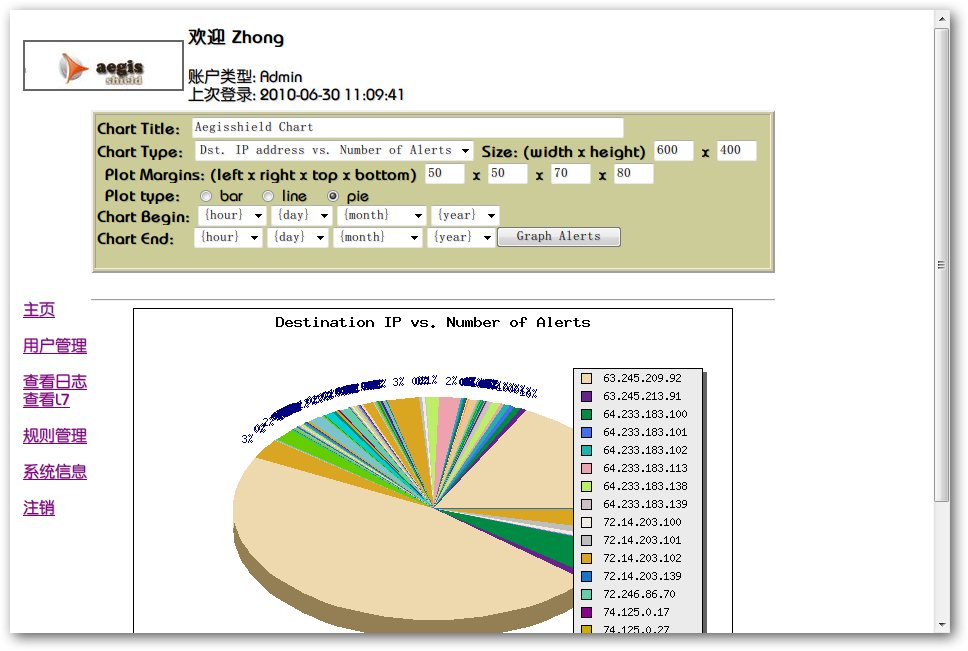 欢迎 Zhong
aegis
shield
账户类型: Admin
上次登录: 2010-06-30 11:09:41
Chart Title: Aegisshield Chart
Chart Type: Dst. IP address vs. Number of Alerts Size: (width x height) 600 x 400
Plot Margins: (left x right x top x bottom) 50 x 50 x 70 x 80
Plot type: bar line pie
Chart Begin: {hour} {day} {month} {year}
Chart End: {hour} {day} {month} {year} Graph Alerts
主页
用户管理
查看日志
查看L7
规则管理
系统信息
注销
Destination IP vs. Number of Alerts
3%
3%
2%
63.245.209.92
63.245.213.91
64.233.183.100
64.233.183.101
64.233.183.102
64.233.183.113
64.233.183.138
64.233.183.139
72.14.203.100
72.14.203.101
72.14.203.102
72.14.203.139
72.246.86.70
74.125.0.17
74.125.0.27